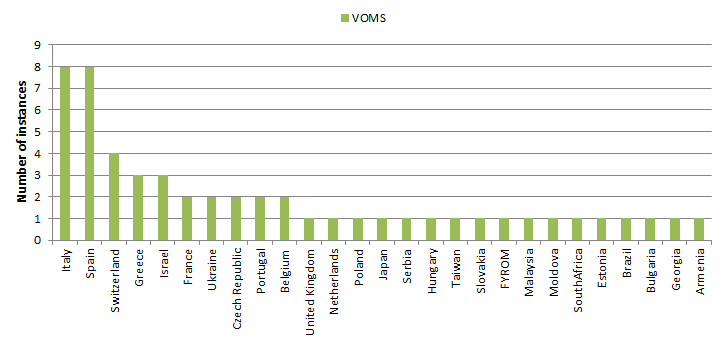 VOMS
Number of instances
9
8
7
6
5
4
3
2
1
0
Italy
Spain
Switzerland
Greece
Israel
France
Ukraine
Czech Republic
Portugal
Belgium
United Kingdom
Netherlands
Poland
Japan
Serbia
Hungary
Taiwan
Slovakia
FYROM
Malaysia
Moldova
SouthAfrica
Estonia
Brazil
Bulgaria
Georgia
Armenia